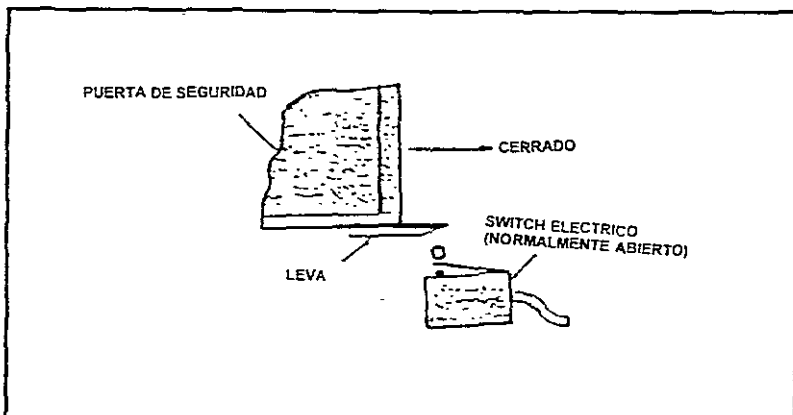 PUERTA DE SEGURIDAD
CERRADO
SWITCH ELECTRICO
(NORMALMENTE ABIERTO)
LEVA